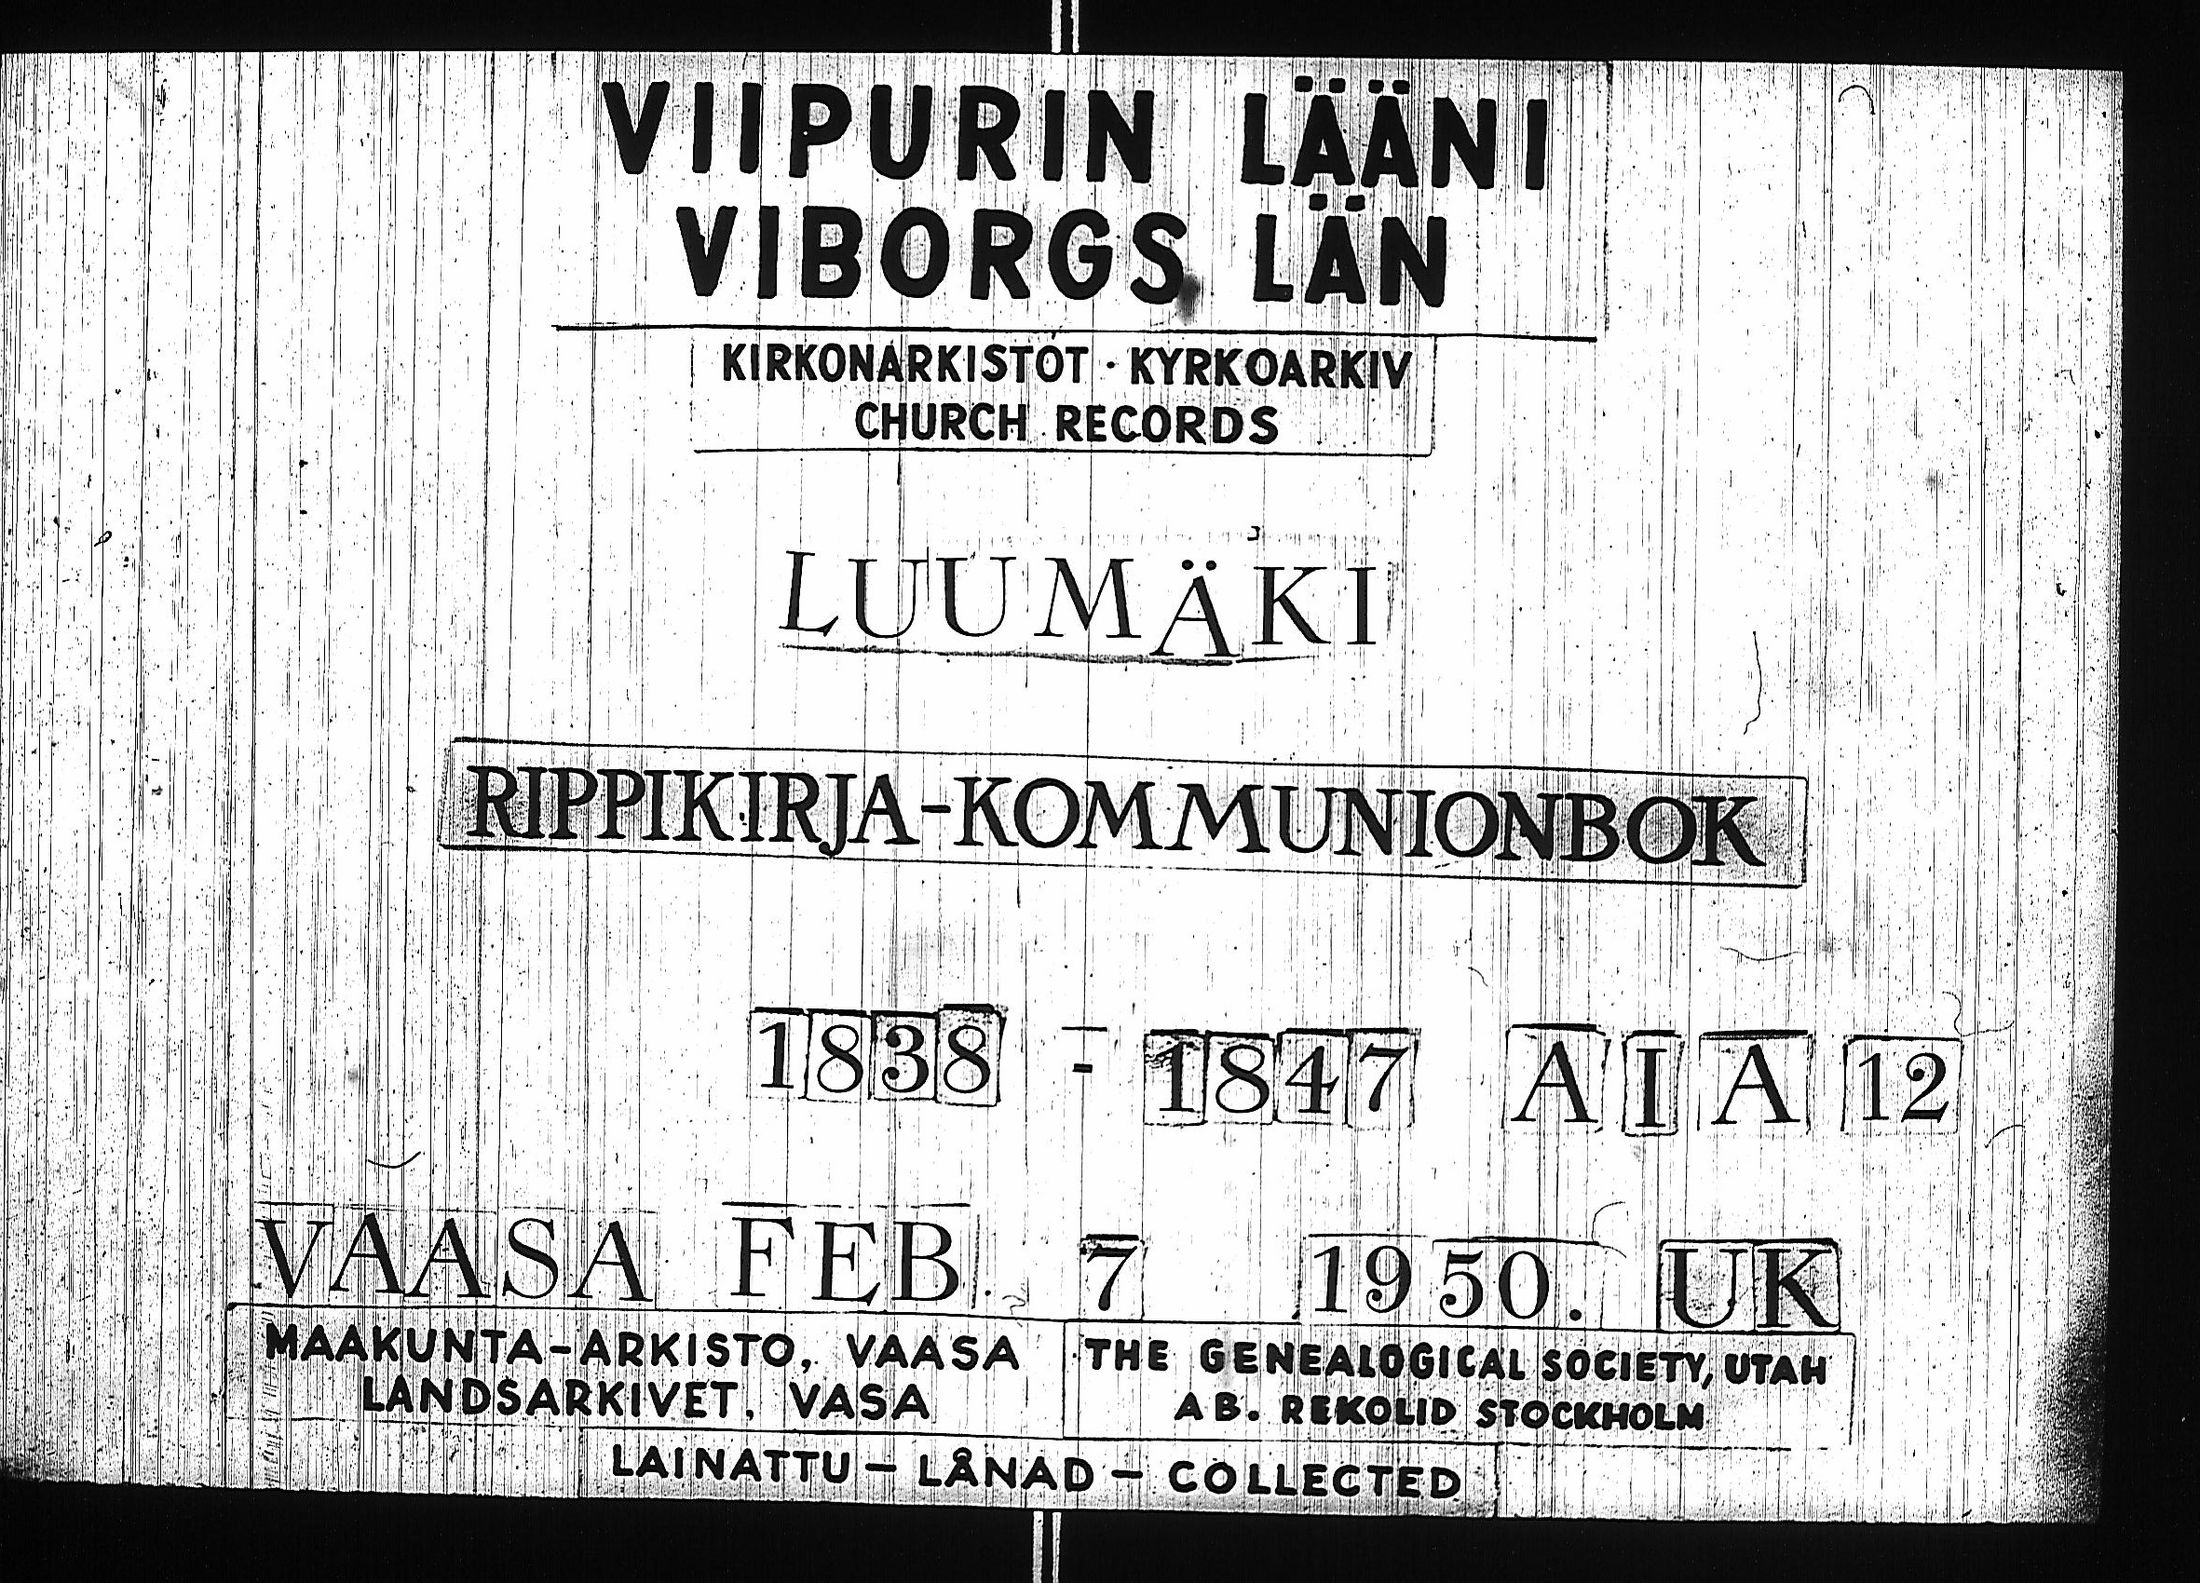 VIIPURIN LÄÄNI
VIBORGS LÄN
KIRKONARKISTOT · KYRKOARKIV
CHURCH RECORDS
LUUMÄKI
RIPPIKIRJA-KOMMUNIONBOK
1838 - 1847 A I A 12
VAASA FEB. 7 1950. UK
MAAKUNTA-ARKISTO, VAASA
LANDSARKIVET, VASA
THE GENEALOGICAL SOCIETY, UTAH
AB. REKOLID STOCKHOLM
LAINATTU - LÅNAD - COLLECTED